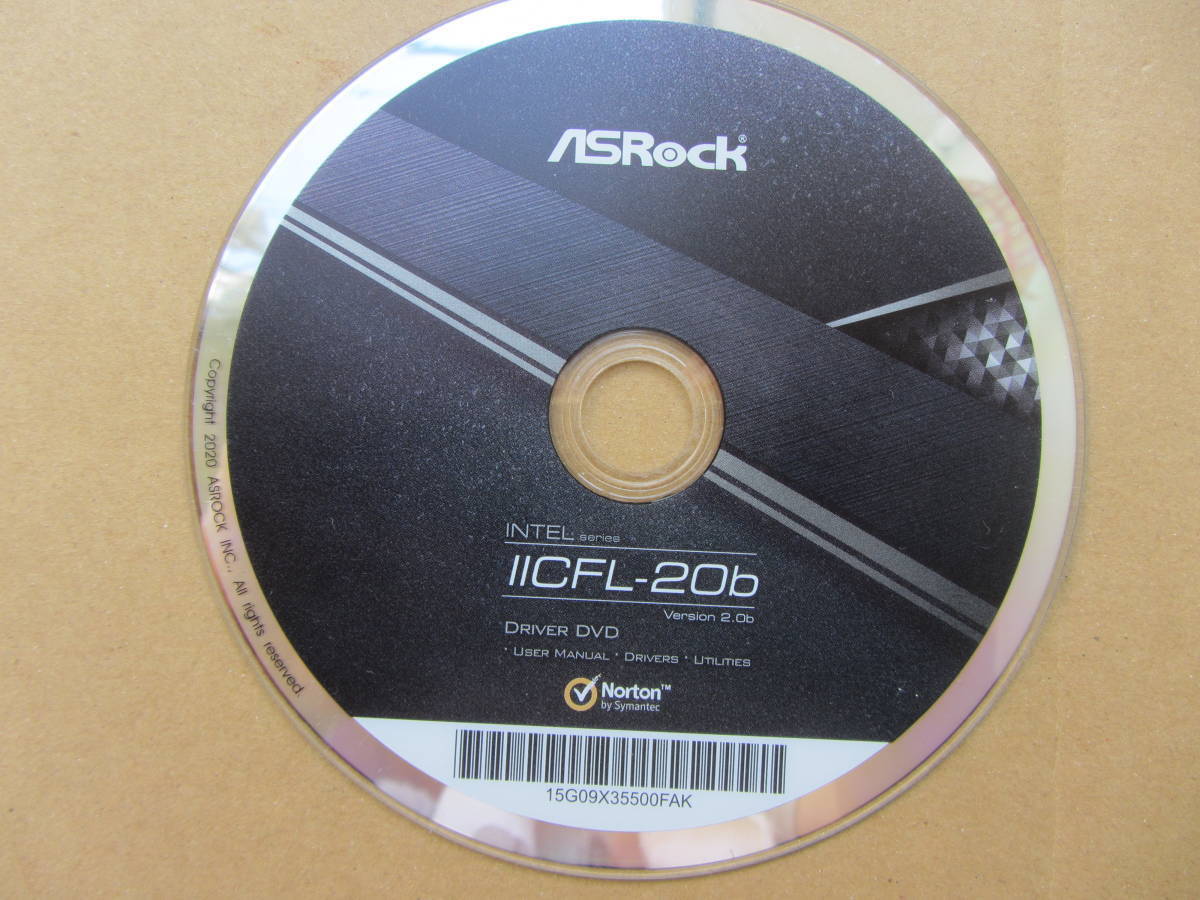 ASRock®
INTEL series
IICFL-20b
Version 2.0b
DRIVER DVD
· USER MANUAL · DRIVERS · UTILITIES
Norton™
by Symantec
15G09X35500FAK
Copyright 2020 ASROCK INC., All rights reserved.